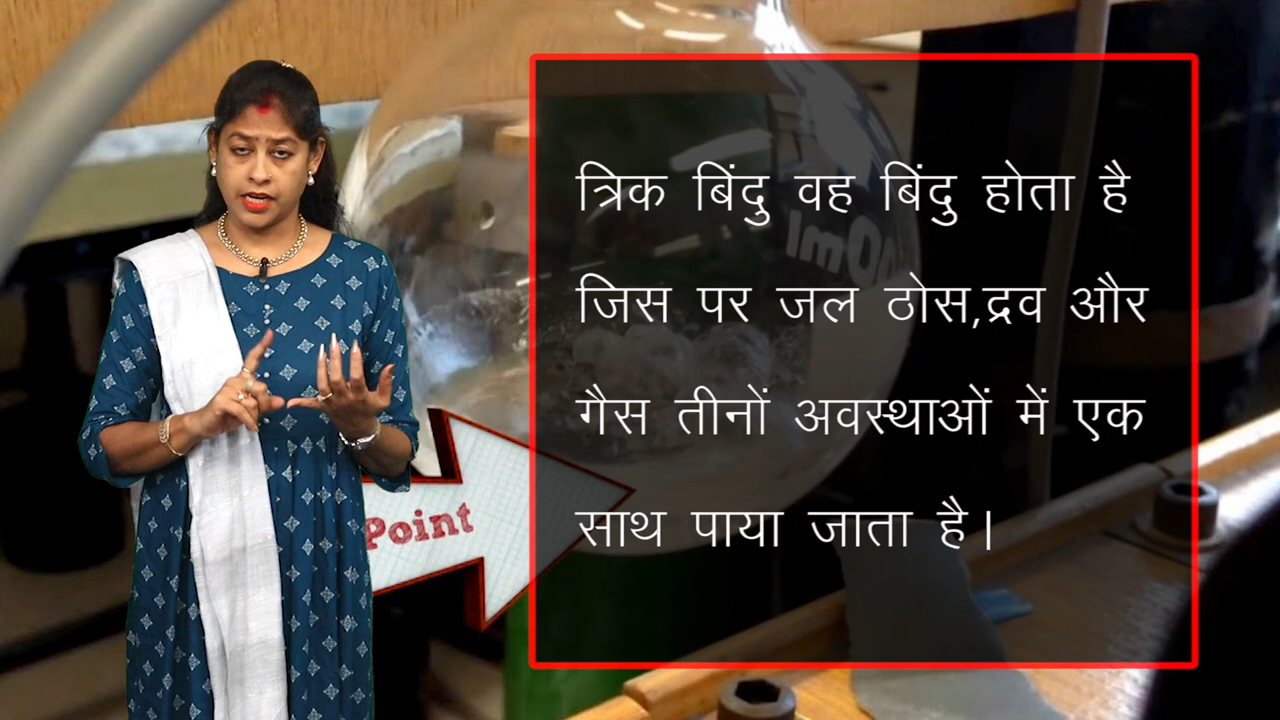 त्रिक बिंदु वह बिंदु होता है
जिस पर जल ठोस,द्रव और
गैस तीनों अवस्थाओं में एक
साथ पाया जाता है।
Point